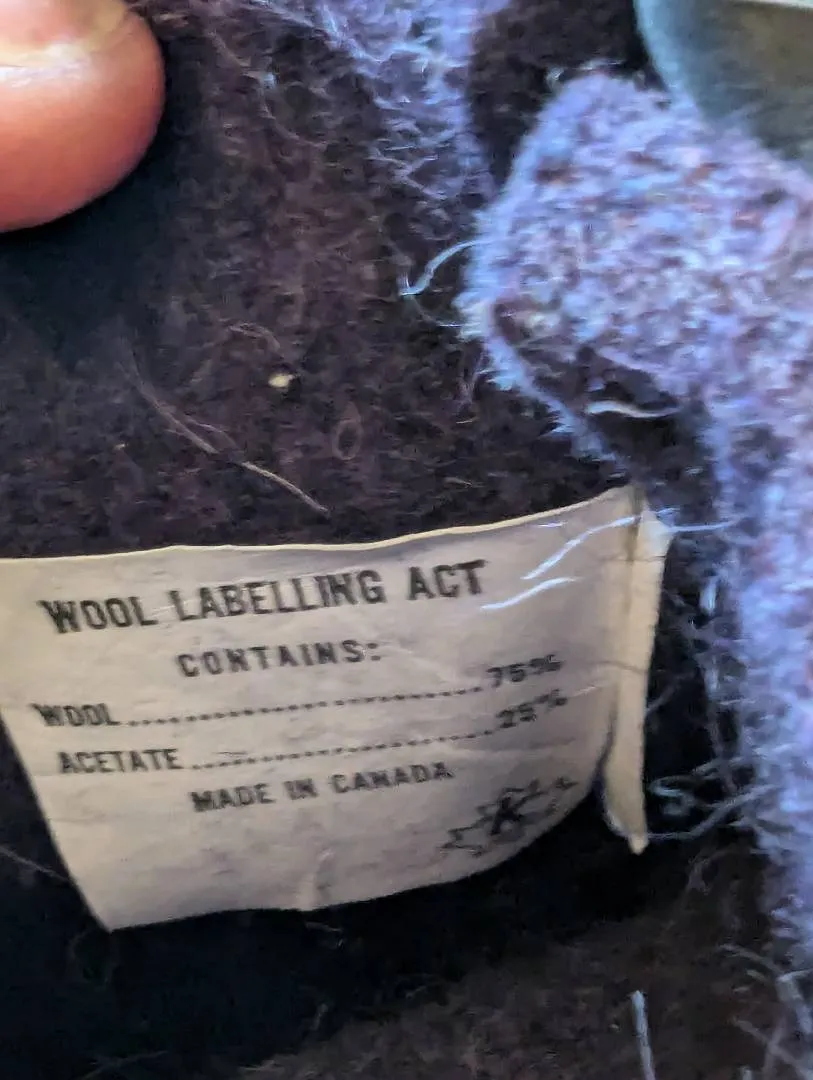 WOOL LABELLING ACT
CONTAINS:
WOOL........................................75%
ACETATE....................................25%
MADE IN CANADA
K